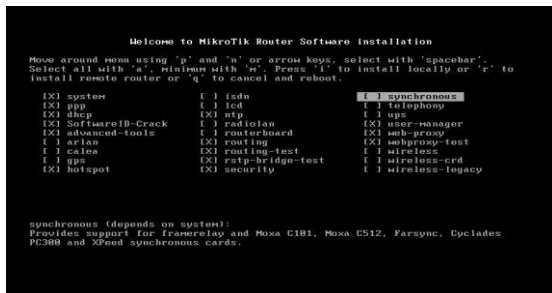 Welcome to MikroTik Router Software installation
Move around menu using 'p' and 'n' or arrow keys, select with 'spacebar'.
Select all with 'a', minimum with 'm'. Press 'i' to install locally or 'r' to
install remote router or 'q' to cancel and reboot.
[X] system [ ] isdn [ ] synchronous
[X] ppp [ ] lcd [ ] telephony
[X] dhcp [X] ntp [ ] ups
[X] SoftwareID-Crack [ ] radiolan [X] user-manager
[X] advanced-tools [ ] routerboard [X] web-proxy
[ ] arlan [X] routing [X] webproxy-test
[ ] calea [X] routing-test [ ] wireless
[ ] gps [X] rstp-bridge-test [ ] wireless-crd
[X] hotspot [X] security [ ] wireless-legacy
synchronous (depends on system):
Provides support for framerelay and Moxa C101, Moxa C512, Farsync, Cyclades
PC300 and XPeed synchronous cards.